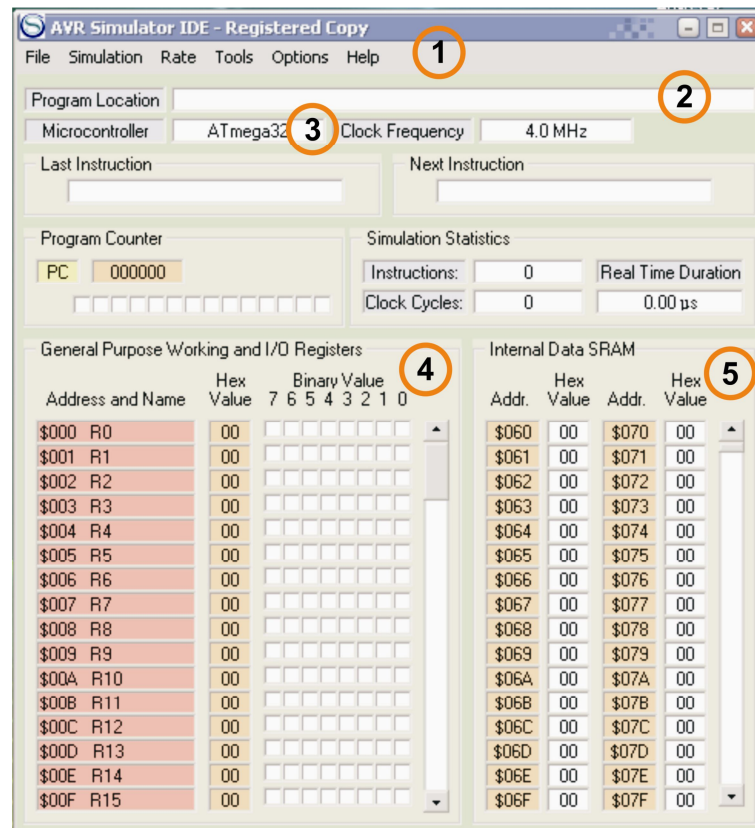 AVR Simulator IDE - Registered Copy
File Simulation Rate Tools Options Help 1
Program Location 2
Microcontroller ATmega32 3 Clock Frequency 4.0 MHz
Last Instruction Next Instruction
Program Counter Simulation Statistics
PC 000000 Instructions: 0 Real Time Duration
Clock Cycles: 0 0.00 µs
General Purpose Working and I/O Registers 4 Internal Data SRAM 5
Hex Binary Value Hex Hex
Address and Name Value 7 6 5 4 3 2 1 0 Addr. Value Addr. Value
$000 R0 00 $060 00 $070 00
$001 R1 00 $061 00 $071 00
$002 R2 00 $062 00 $072 00
$003 R3 00 $063 00 $073 00
$004 R4 00 $064 00 $074 00
$005 R5 00 $065 00 $075 00
$006 R6 00 $066 00 $076 00
$007 R7 00 $067 00 $077 00
$008 R8 00 $068 00 $078 00
$009 R9 00 $069 00 $079 00
$00A R10 00 $06A 00 $07A 00
$00B R11 00 $06B 00 $07B 00
$00C R12 00 $06C 00 $07C 00
$00D R13 00 $06D 00 $07D 00
$00E R14 00 $06E 00 $07E 00
$00F R15 00 $06F 00 $07F 00